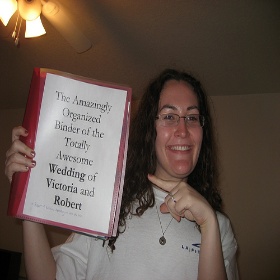 The Amazingly
Organized
Binder of the
Totally
Awesome
Wedding of
Victoria and
Robert